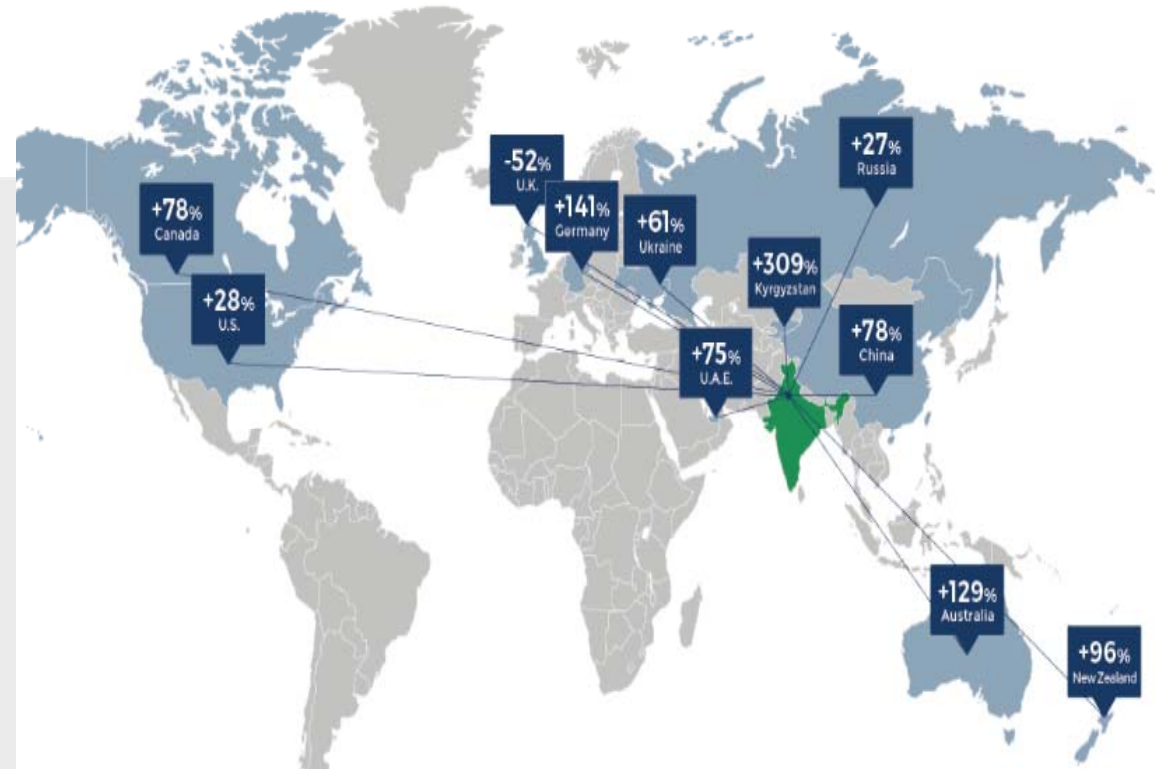 -52%
U.K.
+27%
Russia
+78%
Canada
+141%
Germany
+61%
Ukraine
+309%
Kyrgyzstan
+28%
U.S.
+75%
U.A.E.
+78%
China
+129%
Australia
+96%
New Zealand